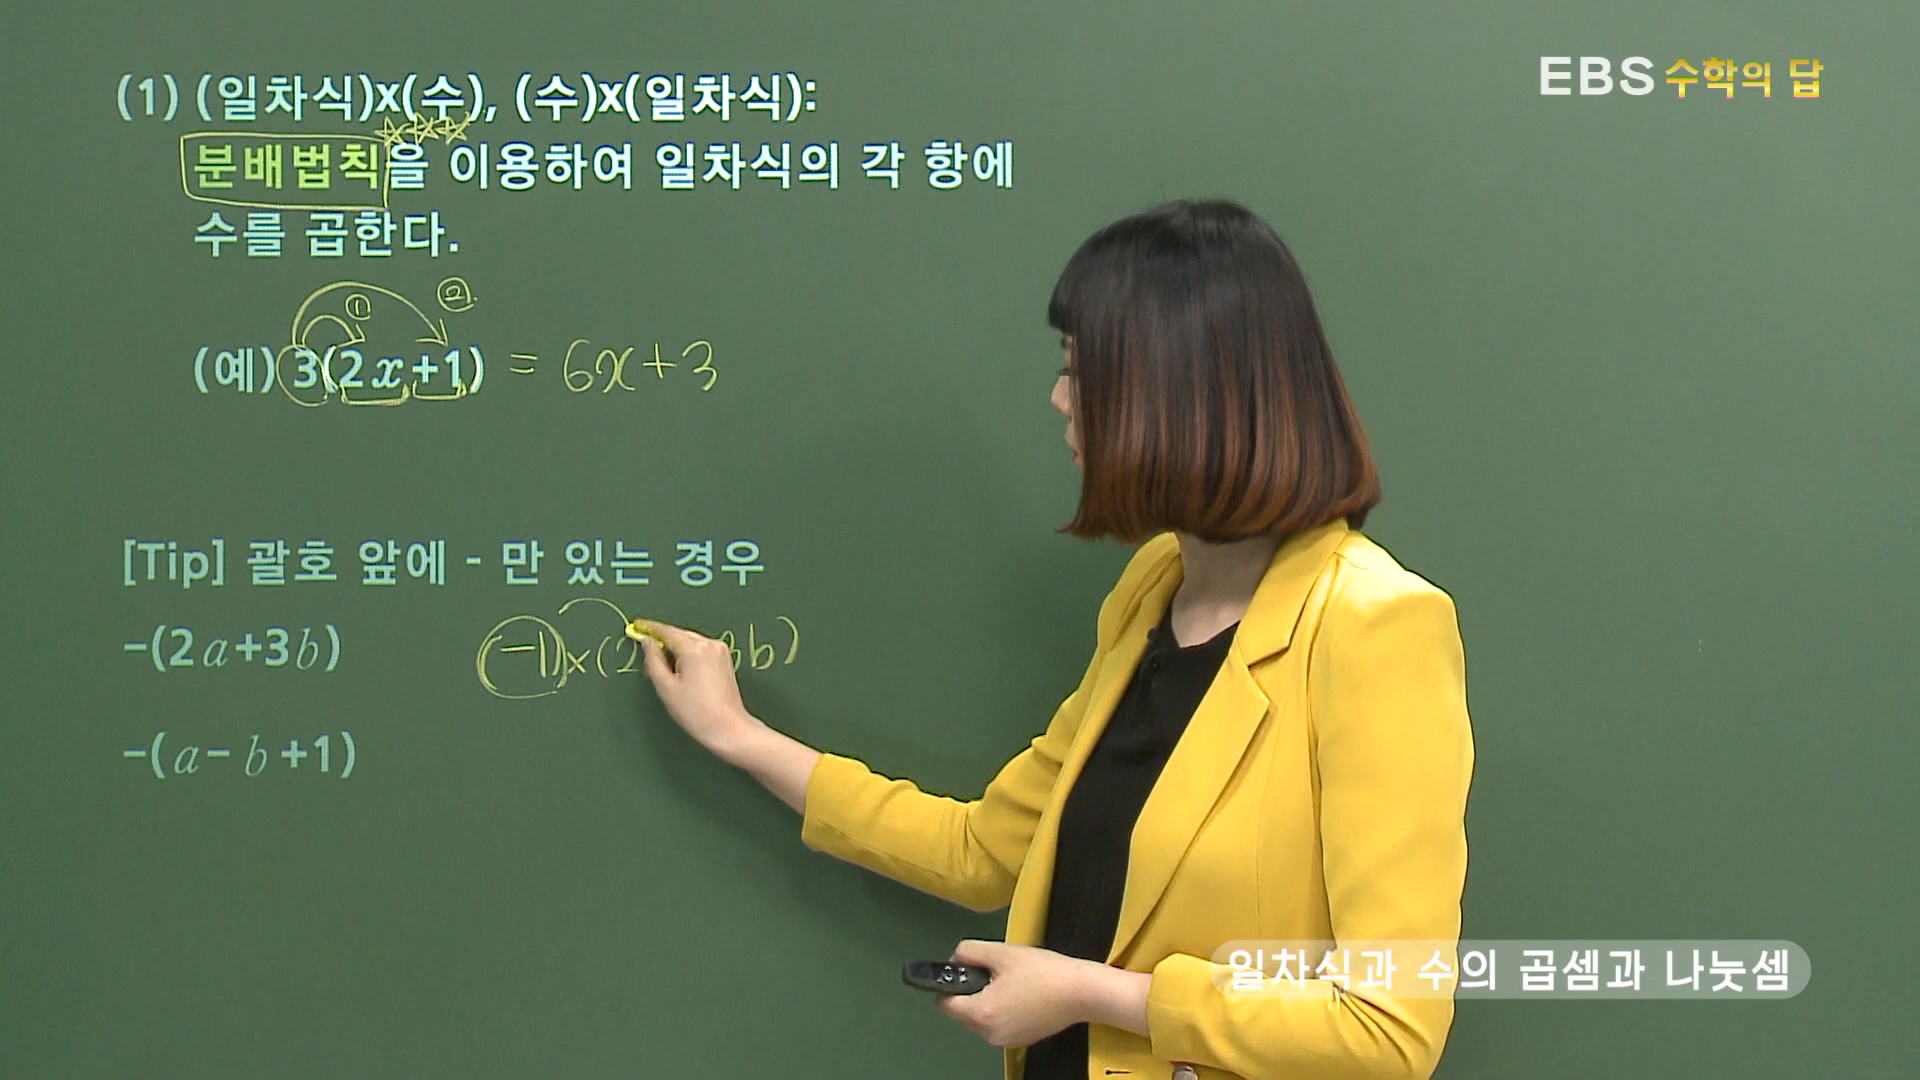 EBS 수학의 답
(1) (일차식)x(수), (수)x(일차식):
분배법칙을 이용하여 일차식의 각 항에
수를 곱한다.
① ②
(예) 3(2x+1) = 6x+3
[Tip] 괄호 앞에 - 만 있는 경우
-(2a+3b) (-1)×(2 3b)
-(a-b+1)
일차식과 수의 곱셈과 나눗셈